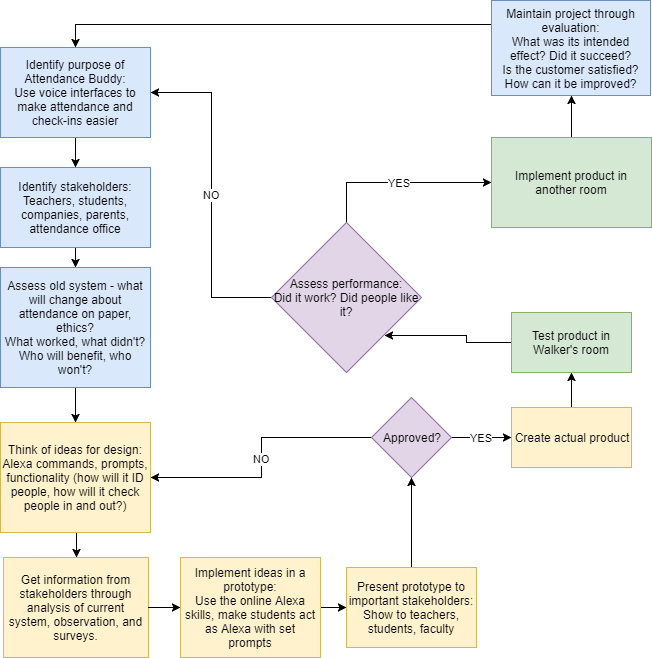 Maintain project through
evaluation:
What was its intended
effect? Did it succeed?
Is the customer satisfied?
How can it be improved?
Identify purpose of
Attendance Buddy:
Use voice interfaces to
make attendance and
check-ins easier
Identify stakeholders:
Teachers, students,
companies, parents,
attendance office
Assess old system - what
will change about
attendance on paper,
ethics?
What worked, what didn't?
Who will benefit, who
won't?
Think of ideas for design:
Alexa commands, prompts,
functionality (how will it ID
people, how will it check
people in and out?)
Get information from
stakeholders through
analysis of current
system, observation, and
surveys.
Implement ideas in a
prototype:
Use the online Alexa
skills, make students act
as Alexa with set
prompts
Present prototype to
important stakeholders:
Show to teachers,
students, faculty
Approved?
NO
YES
Create actual product
Test product in
Walker's room
Assess performance:
Did it work? Did people like
it?
NO
YES
Implement product in
another room